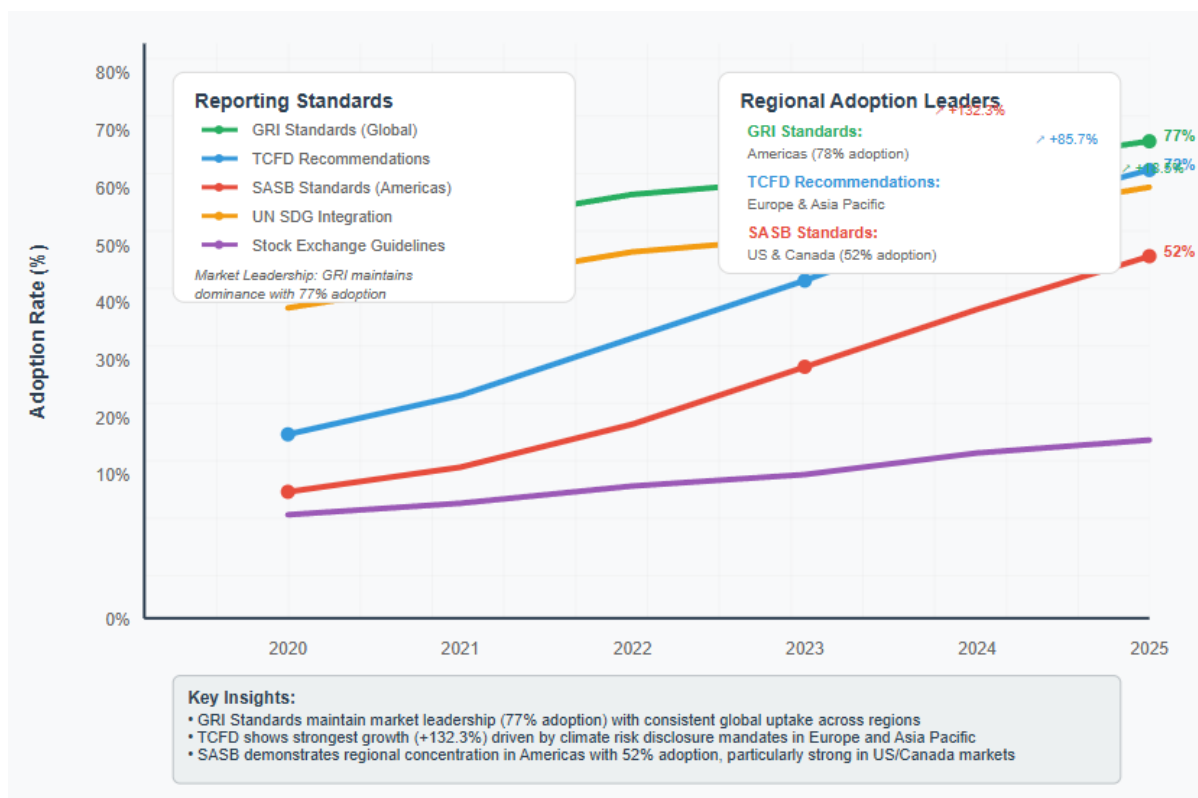 80%
70%
60%
50%
40%
30%
20%
10%
0%
Adoption Rate (%)
Reporting Standards
GRI Standards (Global)
TCFD Recommendations
SASB Standards (Americas)
UN SDG Integration
Stock Exchange Guidelines
Market Leadership: GRI maintains
dominance with 77% adoption
Regional Adoption Leaders
↗ +132.3%
GRI Standards:
↗ +85.7%
Americas (78% adoption)
TCFD Recommendations:
Europe & Asia Pacific
SASB Standards:
US & Canada (52% adoption)
77%
72%
52%
2020
2021
2022
2023
2024
2025
Key Insights:
• GRI Standards maintain market leadership (77% adoption) with consistent global uptake across regions
• TCFD shows strongest growth (+132.3%) driven by climate risk disclosure mandates in Europe and Asia Pacific
• SASB demonstrates regional concentration in Americas with 52% adoption, particularly strong in US/Canada markets